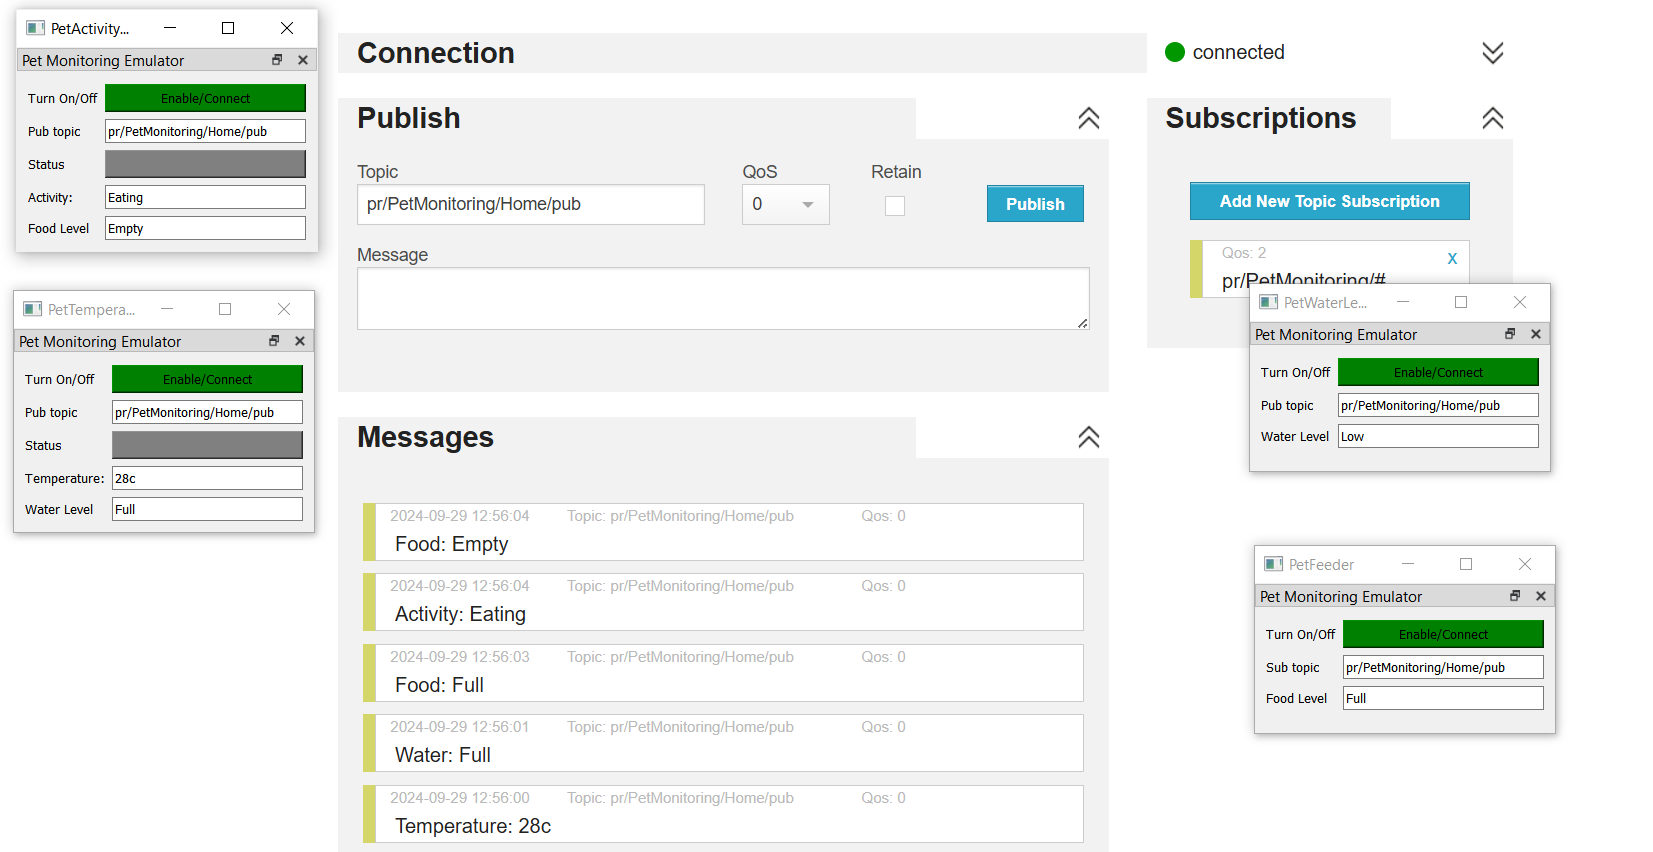 PetActivity...
Pet Monitoring Emulator
Turn On/Off Enable/Connect
Pub topic pr/PetMonitoring/Home/pub
Status
Activity: Eating
Food Level Empty
PetTempera...
Pet Monitoring Emulator
Turn On/Off Enable/Connect
Pub topic pr/PetMonitoring/Home/pub
Status
Temperature: 28c
Water Level Full
Connection
connected
Publish
Topic QoS Retain
pr/PetMonitoring/Home/pub 0 Publish
Message
Subscriptions
Add New Topic Subscription
Qos: 2 x
pr/PetMonitoring/#
PetWaterLe...
Pet Monitoring Emulator
Turn On/Off Enable/Connect
Pub topic pr/PetMonitoring/Home/pub
Water Level Low
Messages
2024-09-29 12:56:04 Topic: pr/PetMonitoring/Home/pub Qos: 0
Food: Empty
2024-09-29 12:56:04 Topic: pr/PetMonitoring/Home/pub Qos: 0
Activity: Eating
2024-09-29 12:56:03 Topic: pr/PetMonitoring/Home/pub Qos: 0
Food: Full
2024-09-29 12:56:01 Topic: pr/PetMonitoring/Home/pub Qos: 0
Water: Full
2024-09-29 12:56:00 Topic: pr/PetMonitoring/Home/pub Qos: 0
Temperature: 28c
PetFeeder
Pet Monitoring Emulator
Turn On/Off Enable/Connect
Sub topic pr/PetMonitoring/Home/pub
Food Level Full